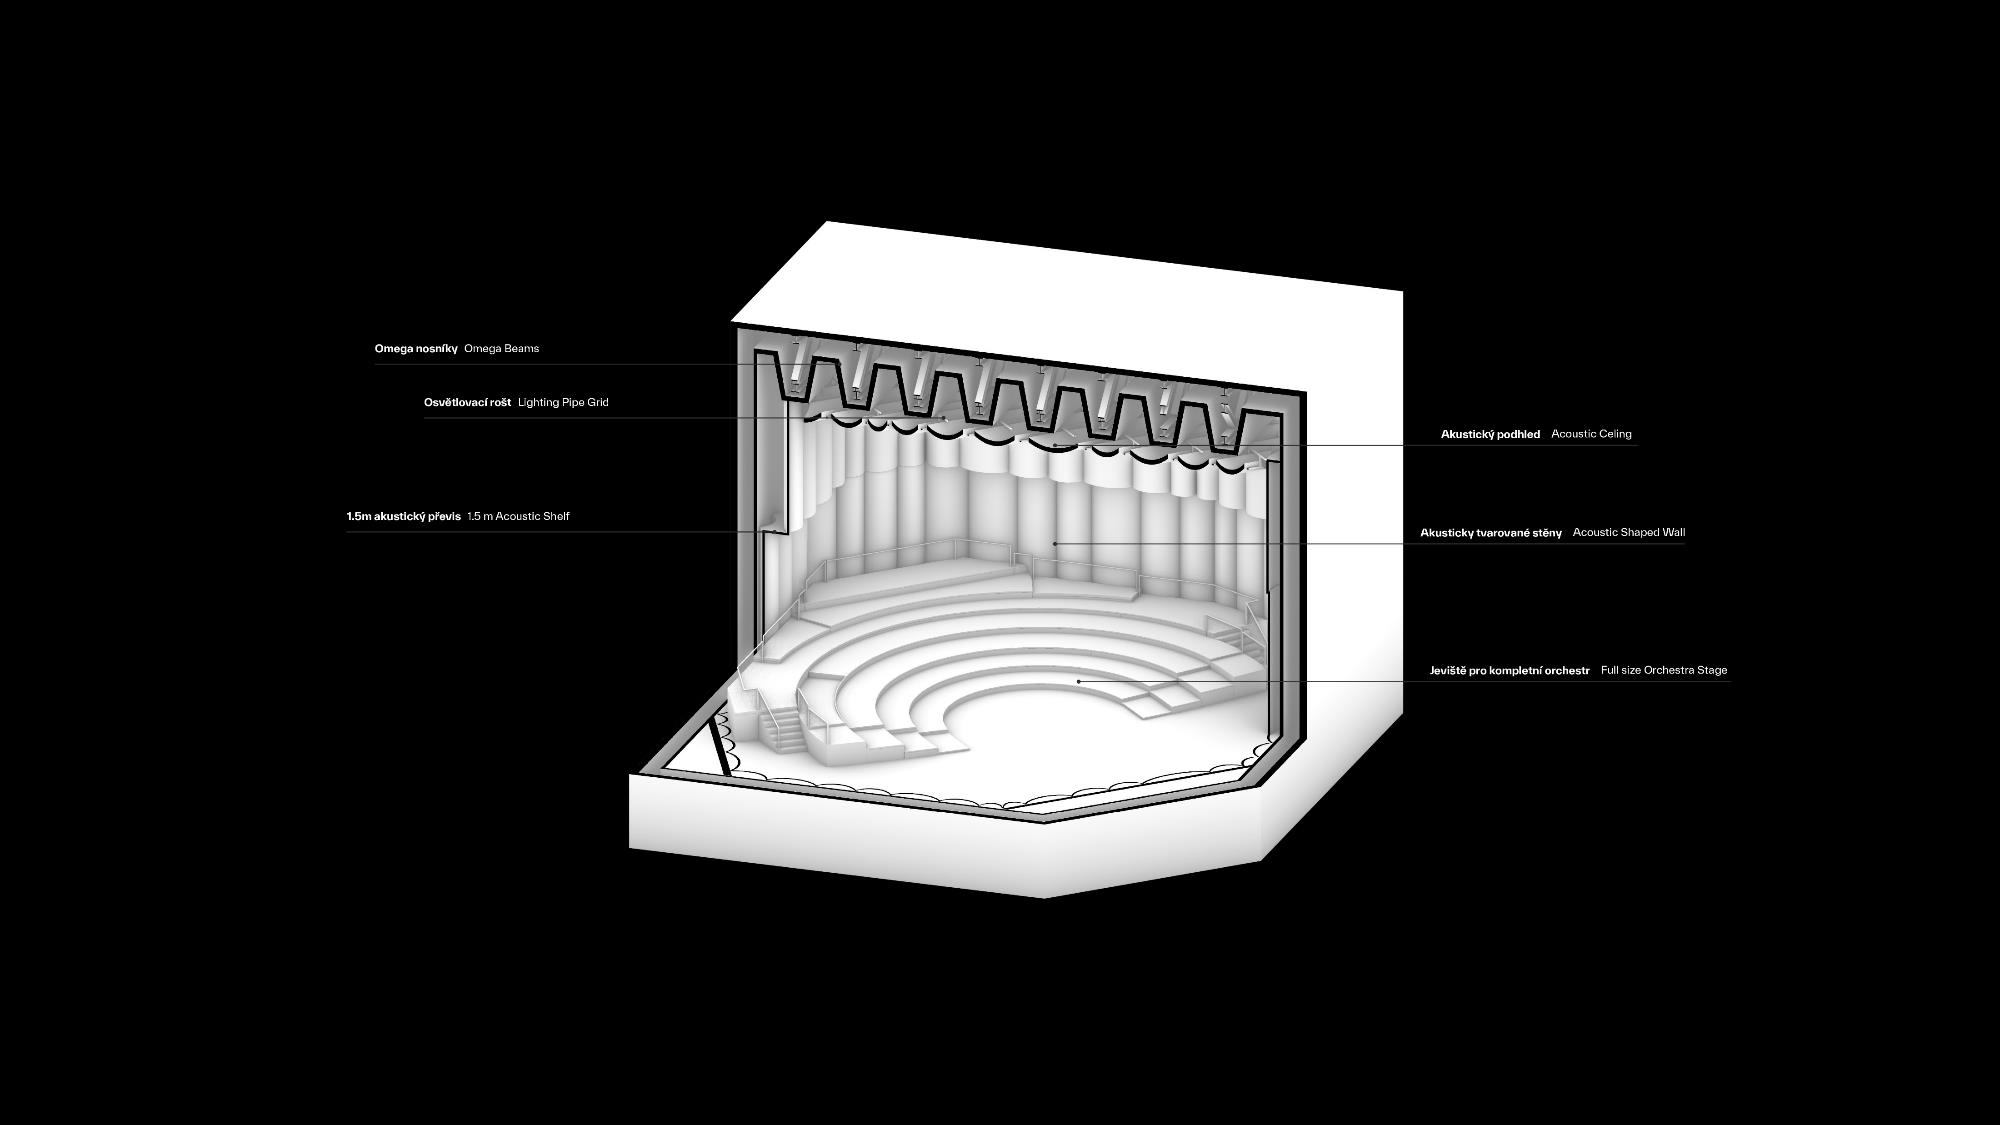 Omega nosníky Omega Beams
Osvětlovací rošt Lighting Pipe Grid
Akustický podhled Acoustic Celing
1.5m akustický převis 1.5 m Acoustic Shelf
Akusticky tvarované stěny Acoustic Shaped Wall
Jeviště pro kompletní orchestr Full size Orchestra Stage